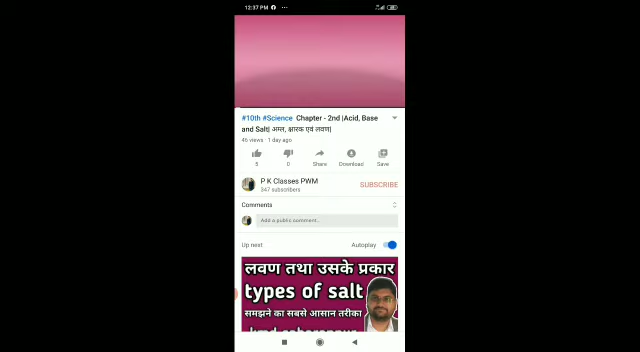 12:37 PM
#10th #Science Chapter - 2nd |Acid, Base
and Salt| अम्ल, क्षारक एवं लवण|
46 views · 1 day ago
8
0
Share
Download
Save
P K Classes PWM
347 subscribers
SUBSCRIBE
Comments
Add a public comment...
Up next
Autoplay
लवण तथा उसके प्रकार
types of salt
समझने का सबसे आसान तरीका